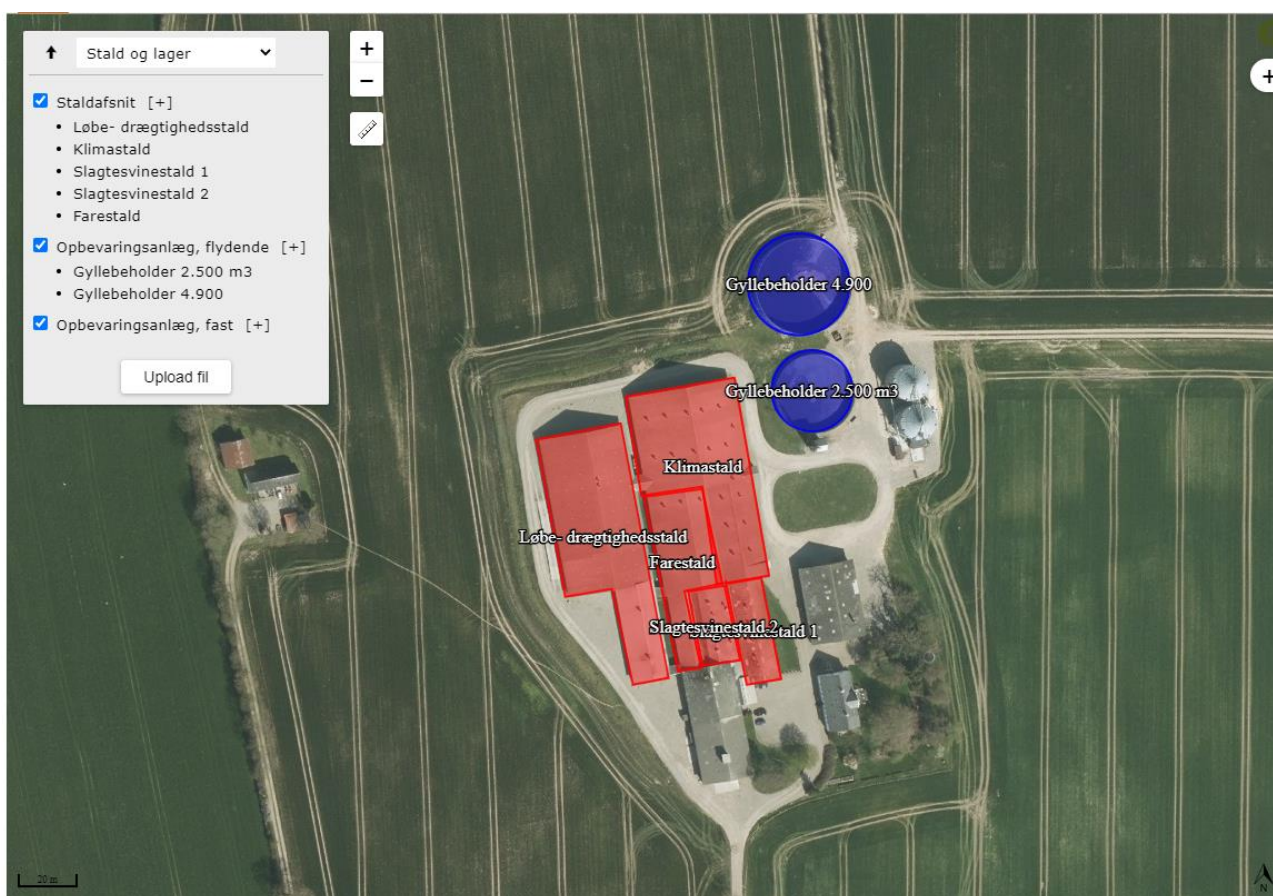 Stald og lager
Staldafsnit [+]
Løbe- drægtighedsstald
Klimastald
Slagtesvinestald 1
Slagtesvinestald 2
Farestald
Opbevaringsanlæg, flydende [+]
Gyllebeholder 2.500 m3
Gyllebeholder 4.900
Opbevaringsanlæg, fast [+]
Upload fil
+
−
+
Gyllebeholder 4.900
Gyllebeholder 2.500 m3
Klimastald
Løbe- drægtighedsstald
Farestald
Slagtesvinestald 2
Slagtesvinestald 1
20 m
N